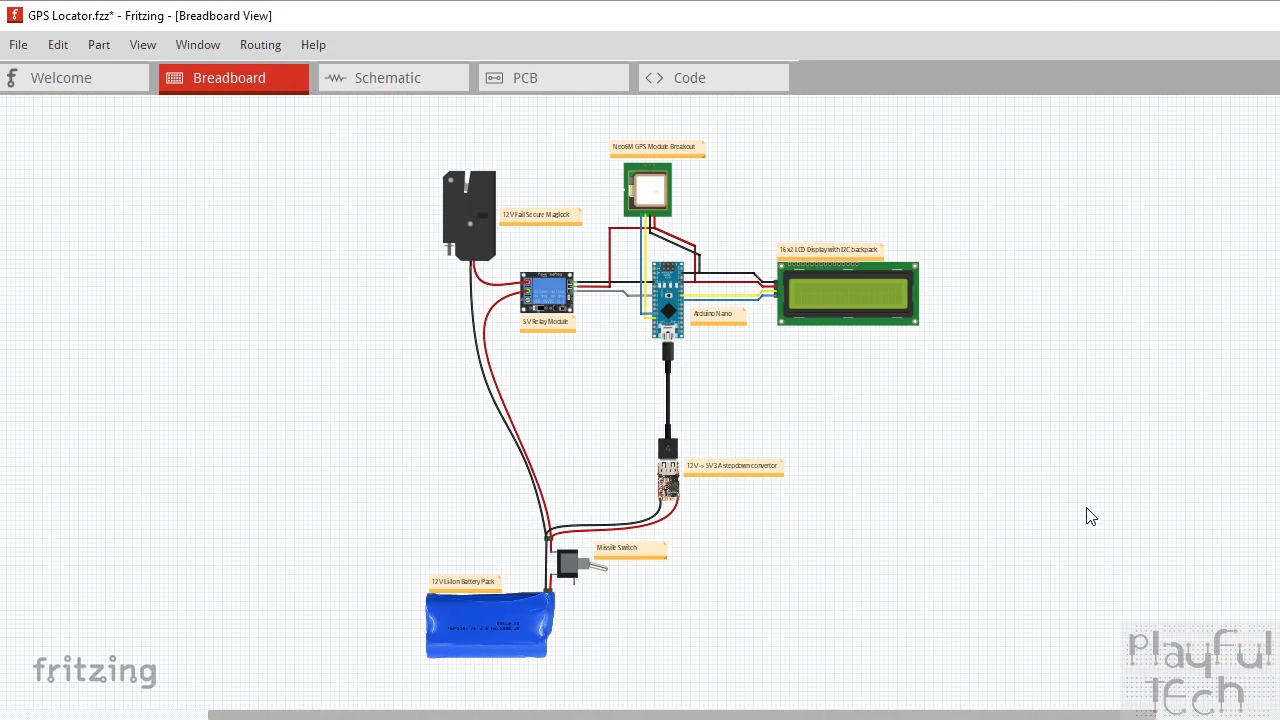 GPS Locator.fzz* - Fritzing - [Breadboard View]
File Edit Part View Window Routing Help
Welcome Breadboard Schematic PCB Code
Neo6M GPS Module Breakout
12V Fail Secure Maglock
16x2 LCD Display with I2C backpack
5V Relay Module
Arduino Nano
12V -> 5V 3A stepdown convertor
Missile Switch
12V Li-Ion Battery Pack
fritzing
Playful
Tech